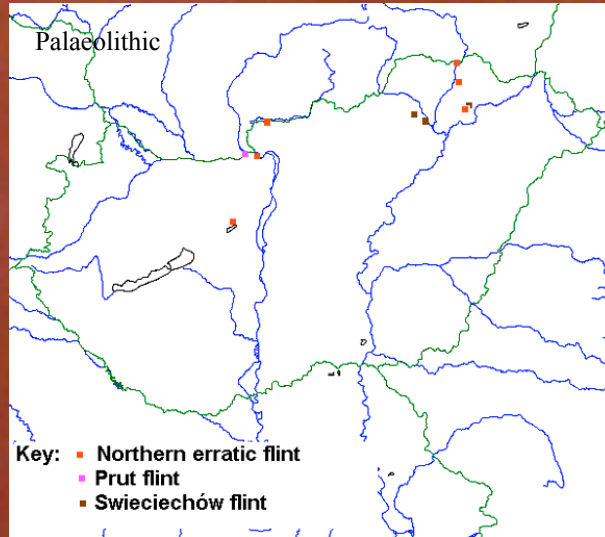 Palaeolithic
Key: Northern erratic flint
Prut flint
Swieciechów flint